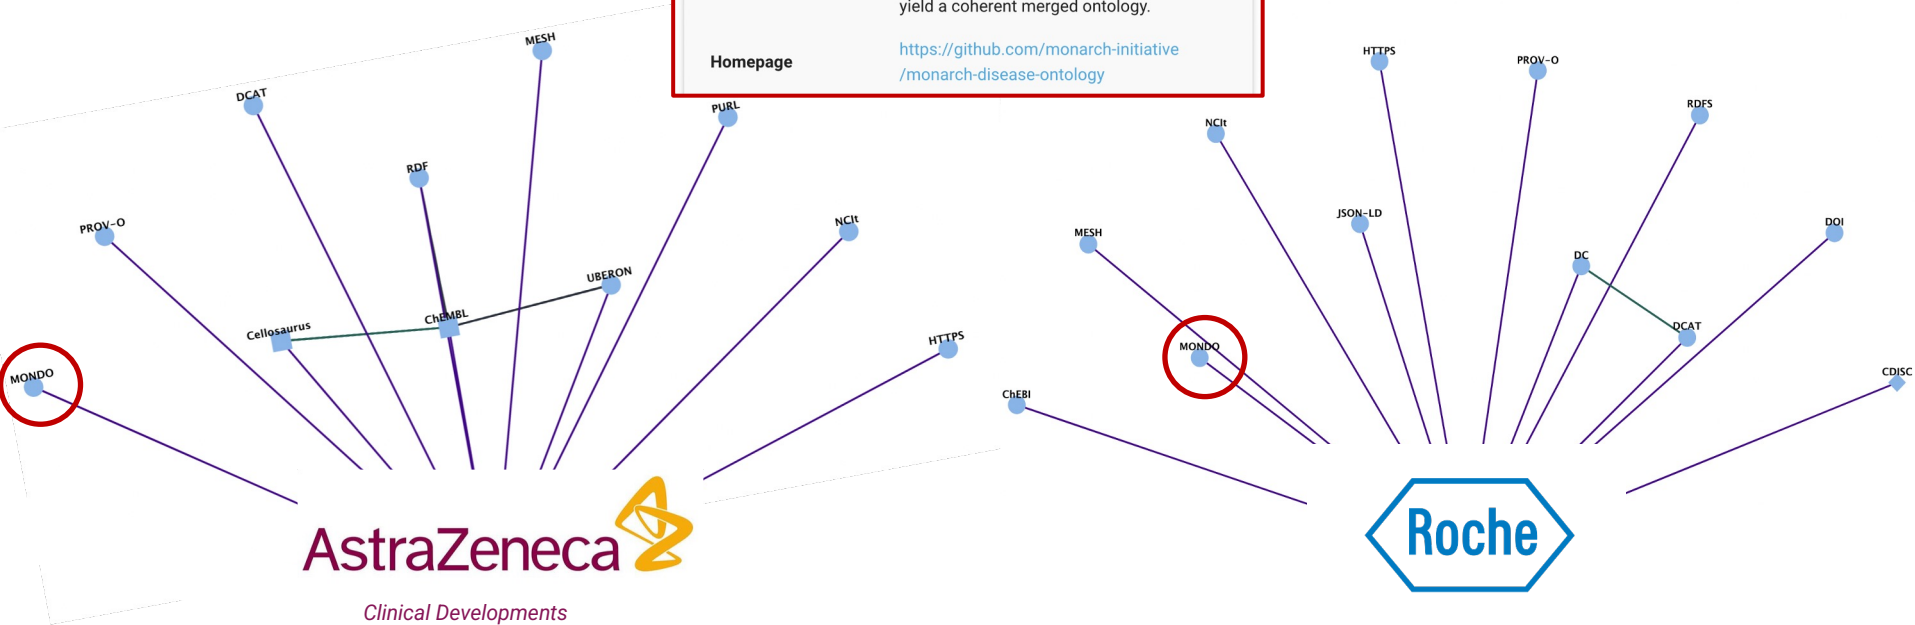 yield a coherent merged ontology.
Homepage
https://github.com/monarch-initiative
/monarch-disease-ontology
MESH
DCAT
PURL
RDF
PROV-O
NCIt
UBERON
ChEMBL
Cellosaurus
HTTPS
MONDO
AstraZeneca
Clinical Developments
HTTPS
PROV-O
RDFS
NCIt
JSON-LD
DOI
MESH
DC
DCAT
MONDO
CDISC
ChEBI
Roche